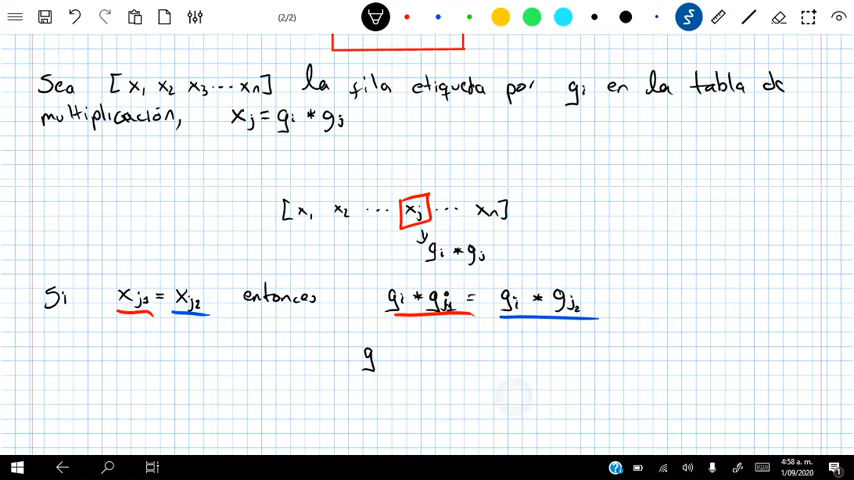 (2/2)
Sea [x₁ x₂ x₃ ··· xn] la fila etiqueta por gi en la tabla de
multiplicación, xj = gi * gj
[x₁ x₂ ··· xj ··· xn]
gi * gj
Si xj1 = xj2 entonces gi * gj1 = gi * gj2
g
4:58 a. m.
1/09/2020